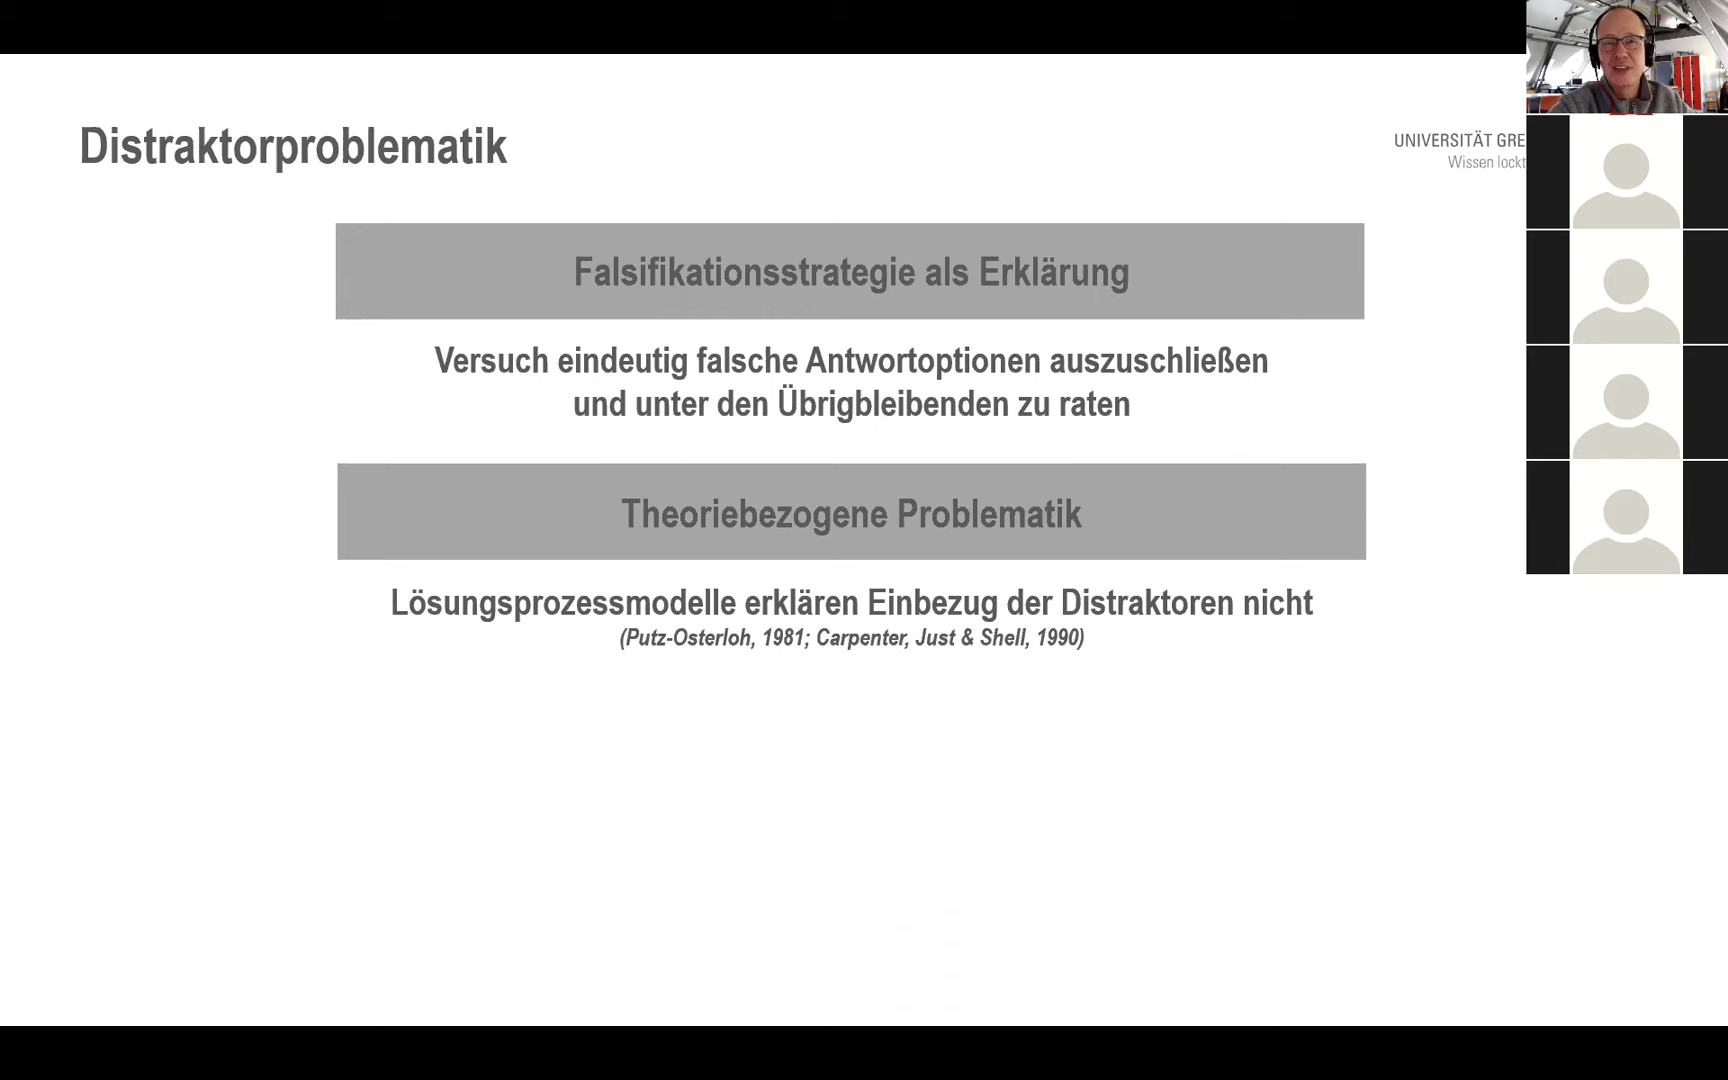 Distraktorproblematik
UNIVERSITÄT GRE
Wissen lockt
Falsifikationsstrategie als Erklärung
Versuch eindeutig falsche Antwortoptionen auszuschließen
und unter den Übrigbleibenden zu raten
Theoriebezogene Problematik
Lösungsprozessmodelle erklären Einbezug der Distraktoren nicht
(Putz-Osterloh, 1981; Carpenter, Just & Shell, 1990)